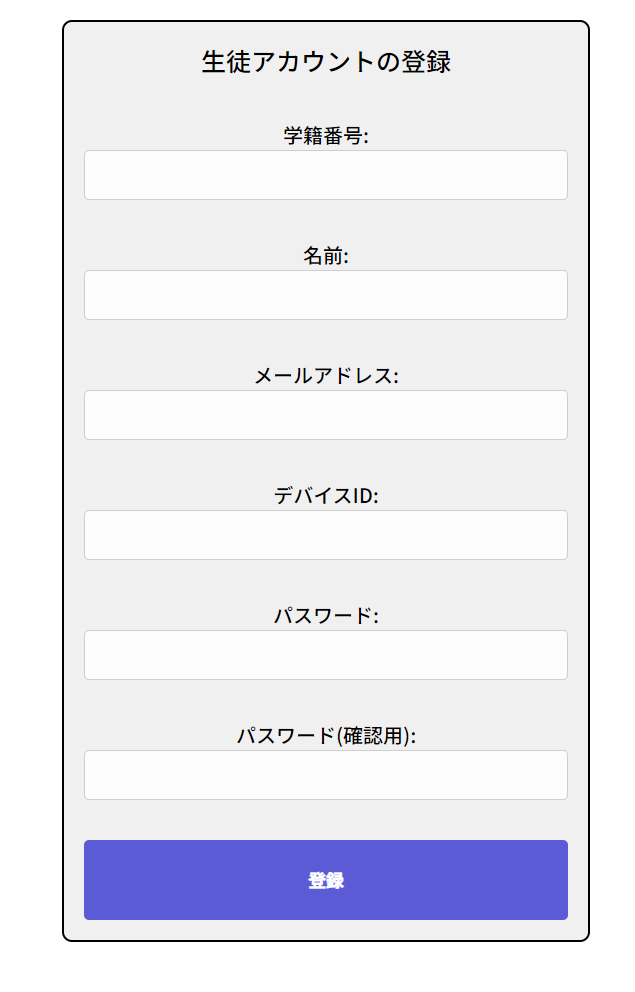 生徒アカウントの登録
学籍番号:
名前:
メールアドレス:
デバイスID:
パスワード:
パスワード(確認用):
登録